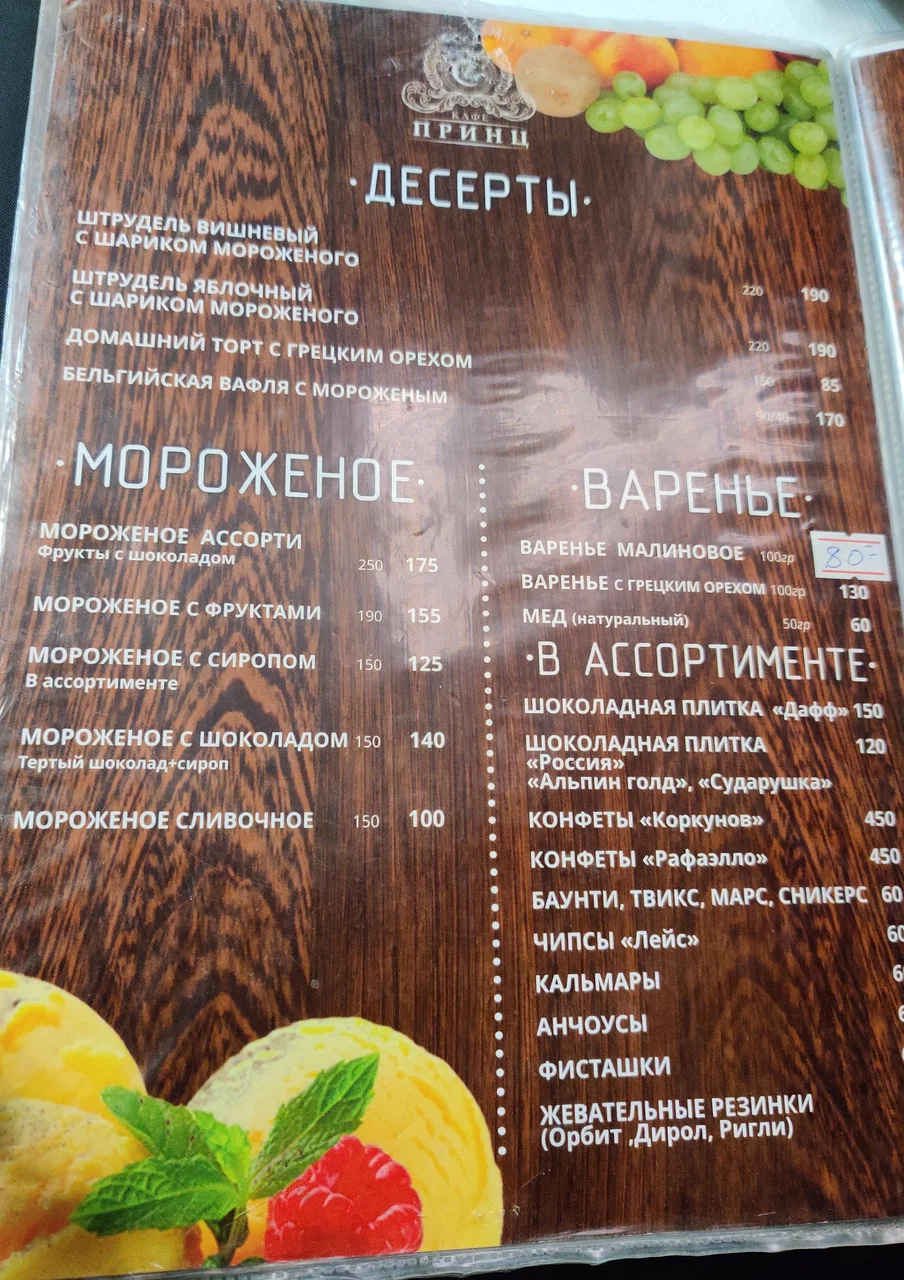 КАФЕ
ПРИНЦ
·ДЕСЕРТЫ·
ШТРУДЕЛЬ ВИШНЕВЫЙ
С ШАРИКОМ МОРОЖЕНОГО 220 190
ШТРУДЕЛЬ ЯБЛОЧНЫЙ
С ШАРИКОМ МОРОЖЕНОГО 220 190
ДОМАШНИЙ ТОРТ С ГРЕЦКИМ ОРЕХОМ 150 85
БЕЛЬГИЙСКАЯ ВАФЛЯ С МОРОЖЕНЫМ 90/40 170
·МОРОЖЕНОЕ·
МОРОЖЕНОЕ АССОРТИ
Фрукты с шоколадом 250 175
МОРОЖЕНОЕ С ФРУКТАМИ 190 155
МОРОЖЕНОЕ С СИРОПОМ 150 125
В ассортименте
МОРОЖЕНОЕ С ШОКОЛАДОМ 150 140
Тертый шоколад+сироп
МОРОЖЕНОЕ СЛИВОЧНОЕ 150 100
·ВАРЕНЬЕ·
ВАРЕНЬЕ МАЛИНОВОЕ 100гр 80-
ВАРЕНЬЕ С ГРЕЦКИМ ОРЕХОМ 100гр 130
МЕД (натуральный) 50гр 60
·В АССОРТИМЕНТЕ·
ШОКОЛАДНАЯ ПЛИТКА «Дафф» 150
ШОКОЛАДНАЯ ПЛИТКА 120
«Россия»
«Альпин голд», «Сударушка»
КОНФЕТЫ «Коркунов» 450
КОНФЕТЫ «Рафаэлло» 450
БАУНТИ, ТВИКС, МАРС, СНИКЕРС 60
ЧИПСЫ «Лейс» 60
КАЛЬМАРЫ
АНЧОУСЫ
ФИСТАШКИ
ЖЕВАТЕЛЬНЫЕ РЕЗИНКИ
(Орбит ,Дирол, Ригли)